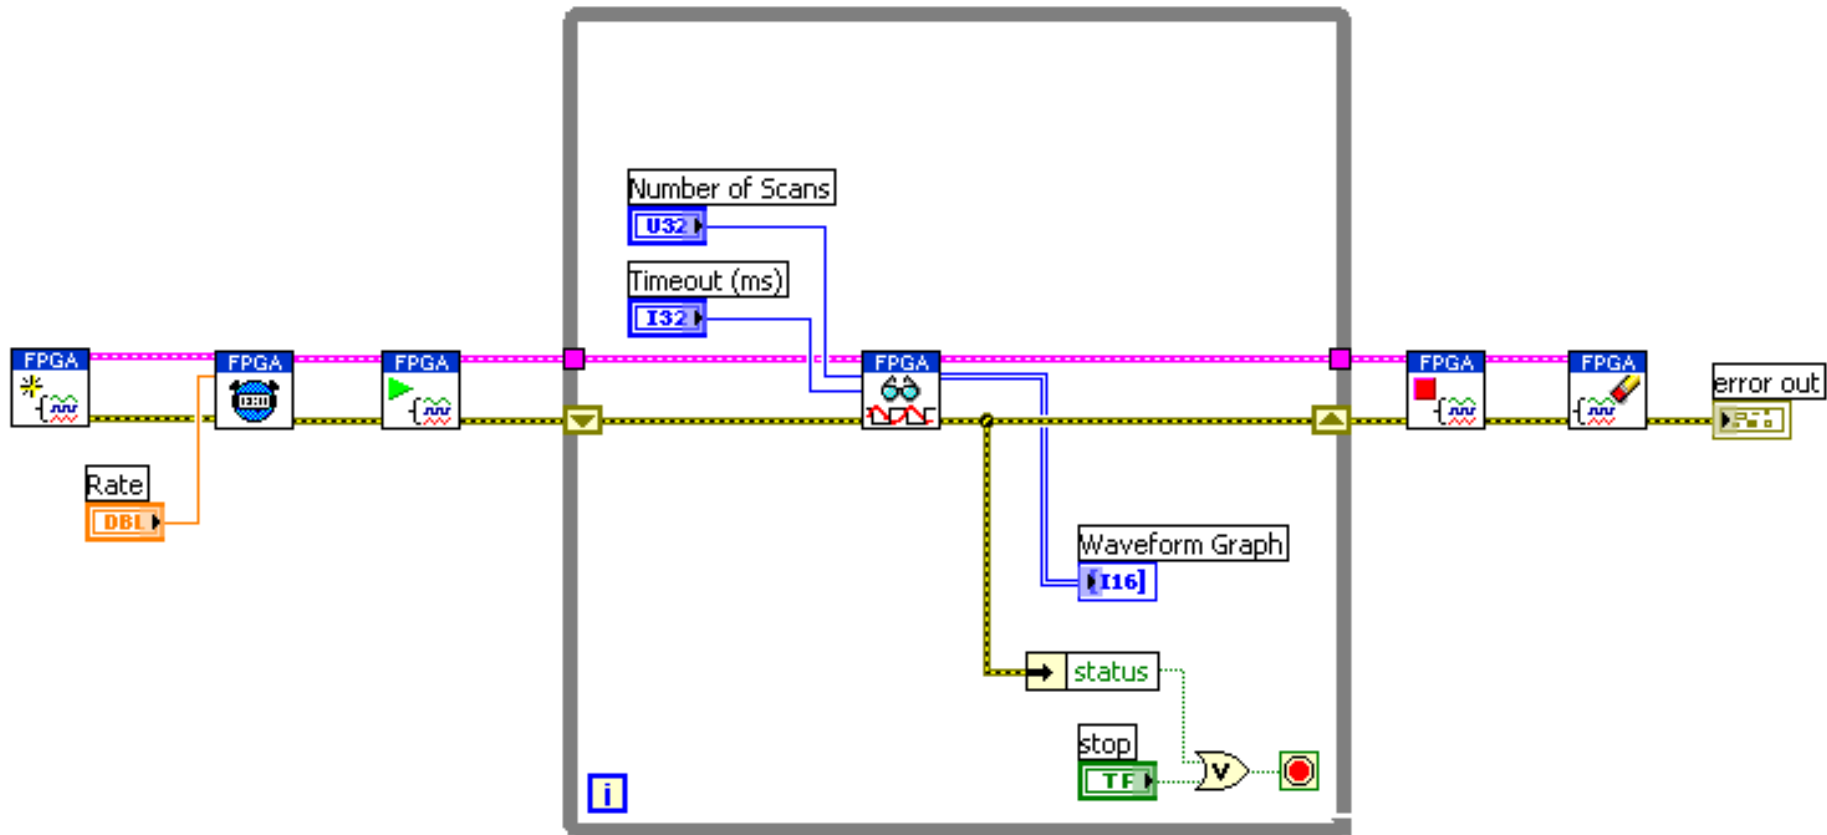 Number of Scans
U32
Timeout (ms)
I32
FPGA
FPGA
FPGA
FPGA
FPGA
FPGA
error out
Rate
DBL
Waveform Graph
[I16]
status
stop
TF
V
i